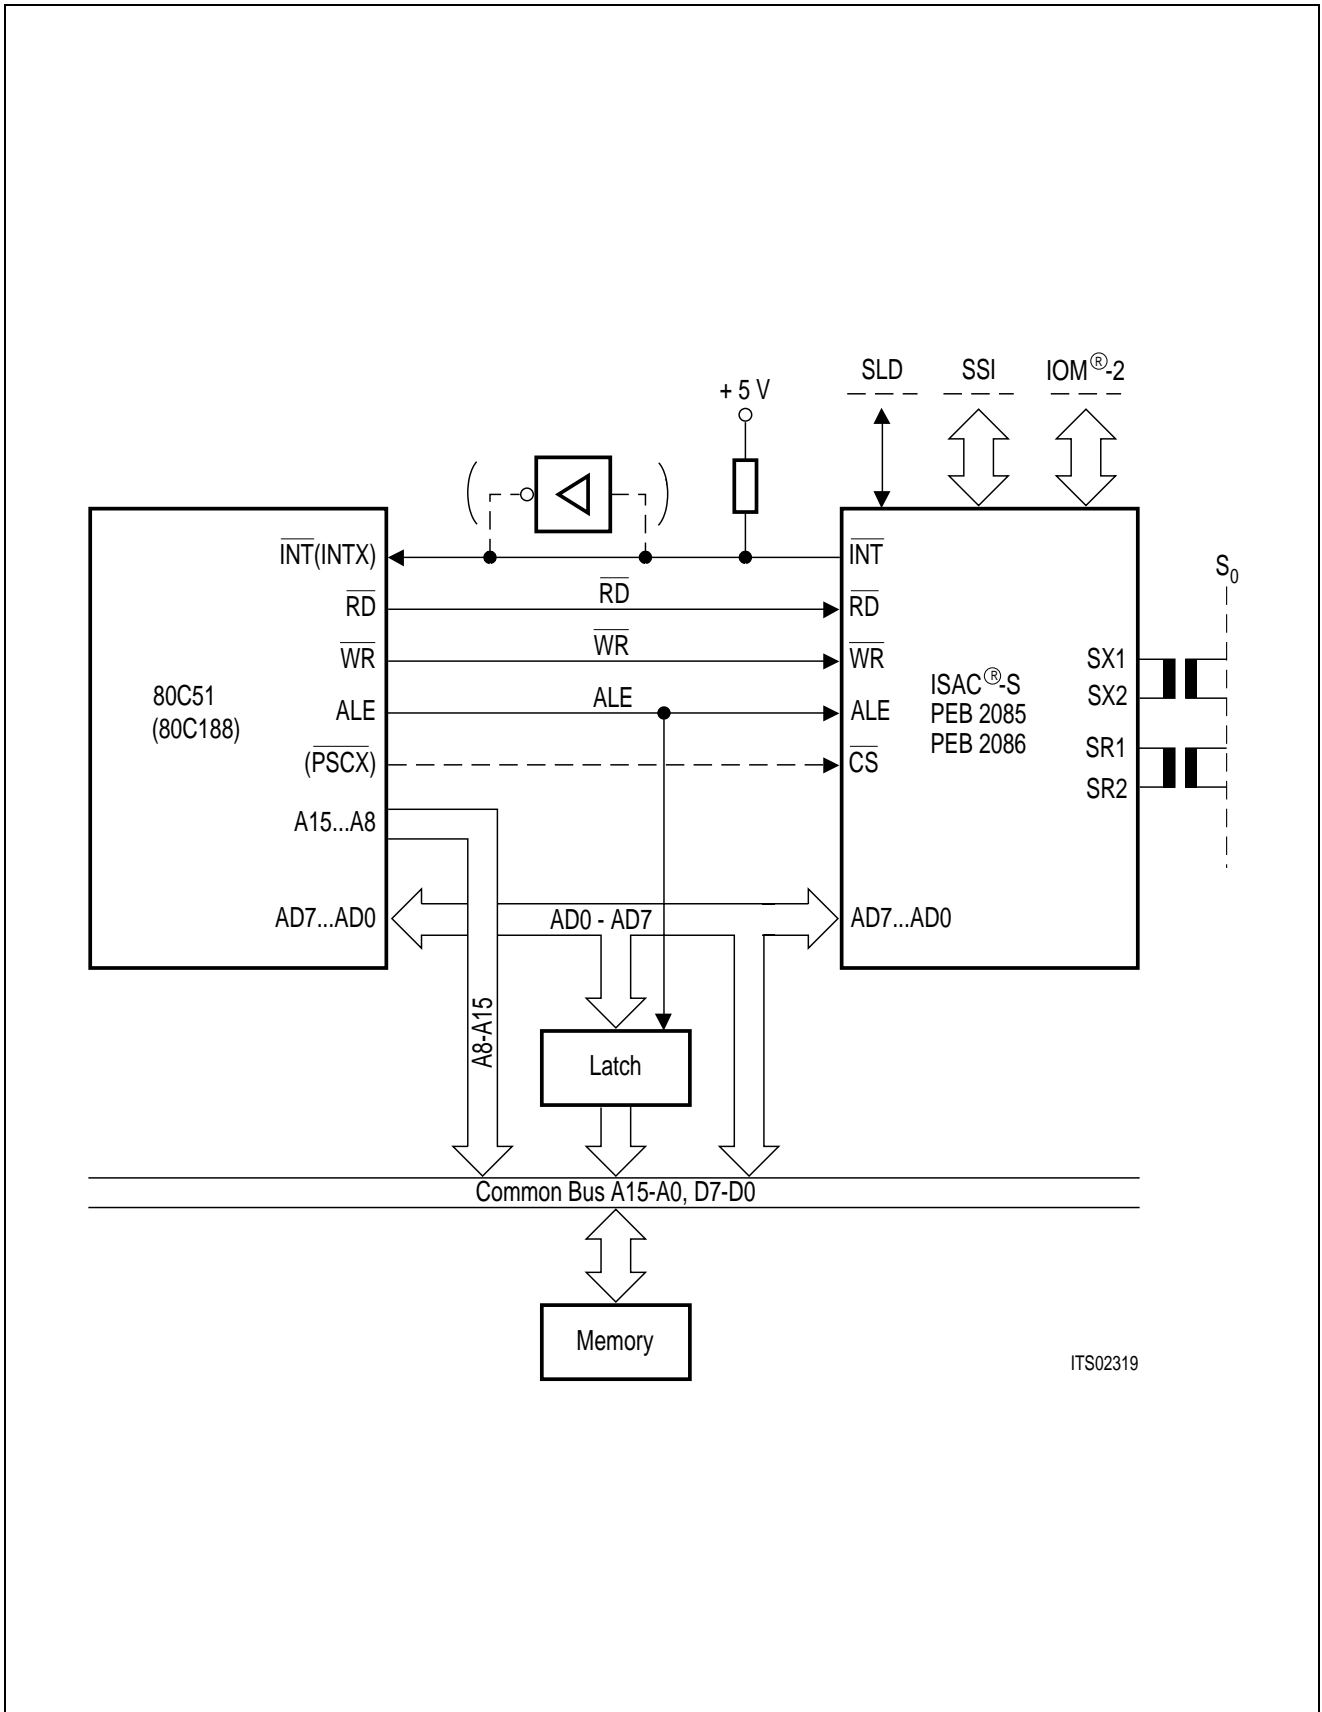 SLD SSI IOM®-2
+ 5 V
INT(INTX) INT
RD RD RD
WR WR WR
ALE ALE ALE
(PSCX) CS
80C51
(80C188)
A15...A8
AD7...AD0 AD0 - AD7 AD7...AD0
ISAC®-S
PEB 2085
PEB 2086
S0
SX1
SX2
SR1
SR2
A8-A15
Latch
Common Bus A15-A0, D7-D0
Memory
ITS02319